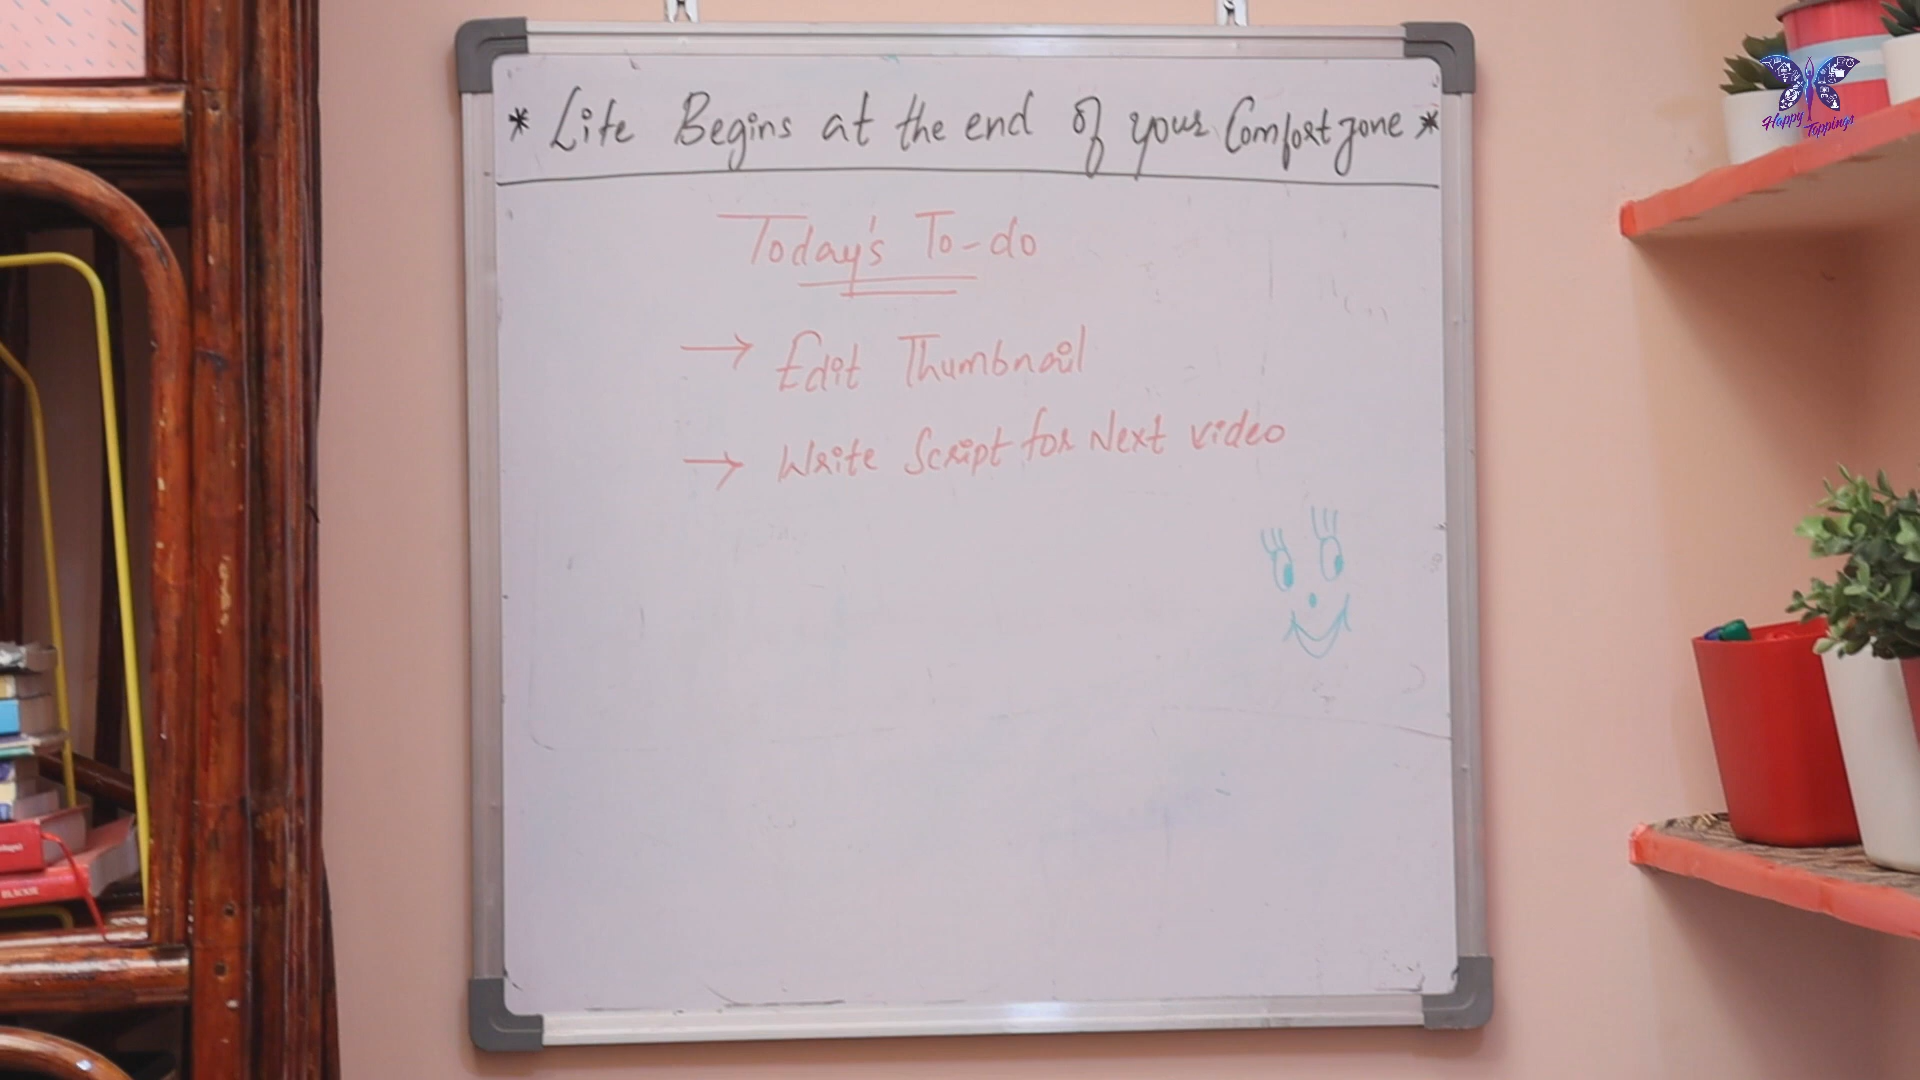 * Life Begins at the end of your Comfort zone *
Today's To-do
→ Edit Thumbnail
→ Write Script for Next video
Happy Toppings
BLACKIE